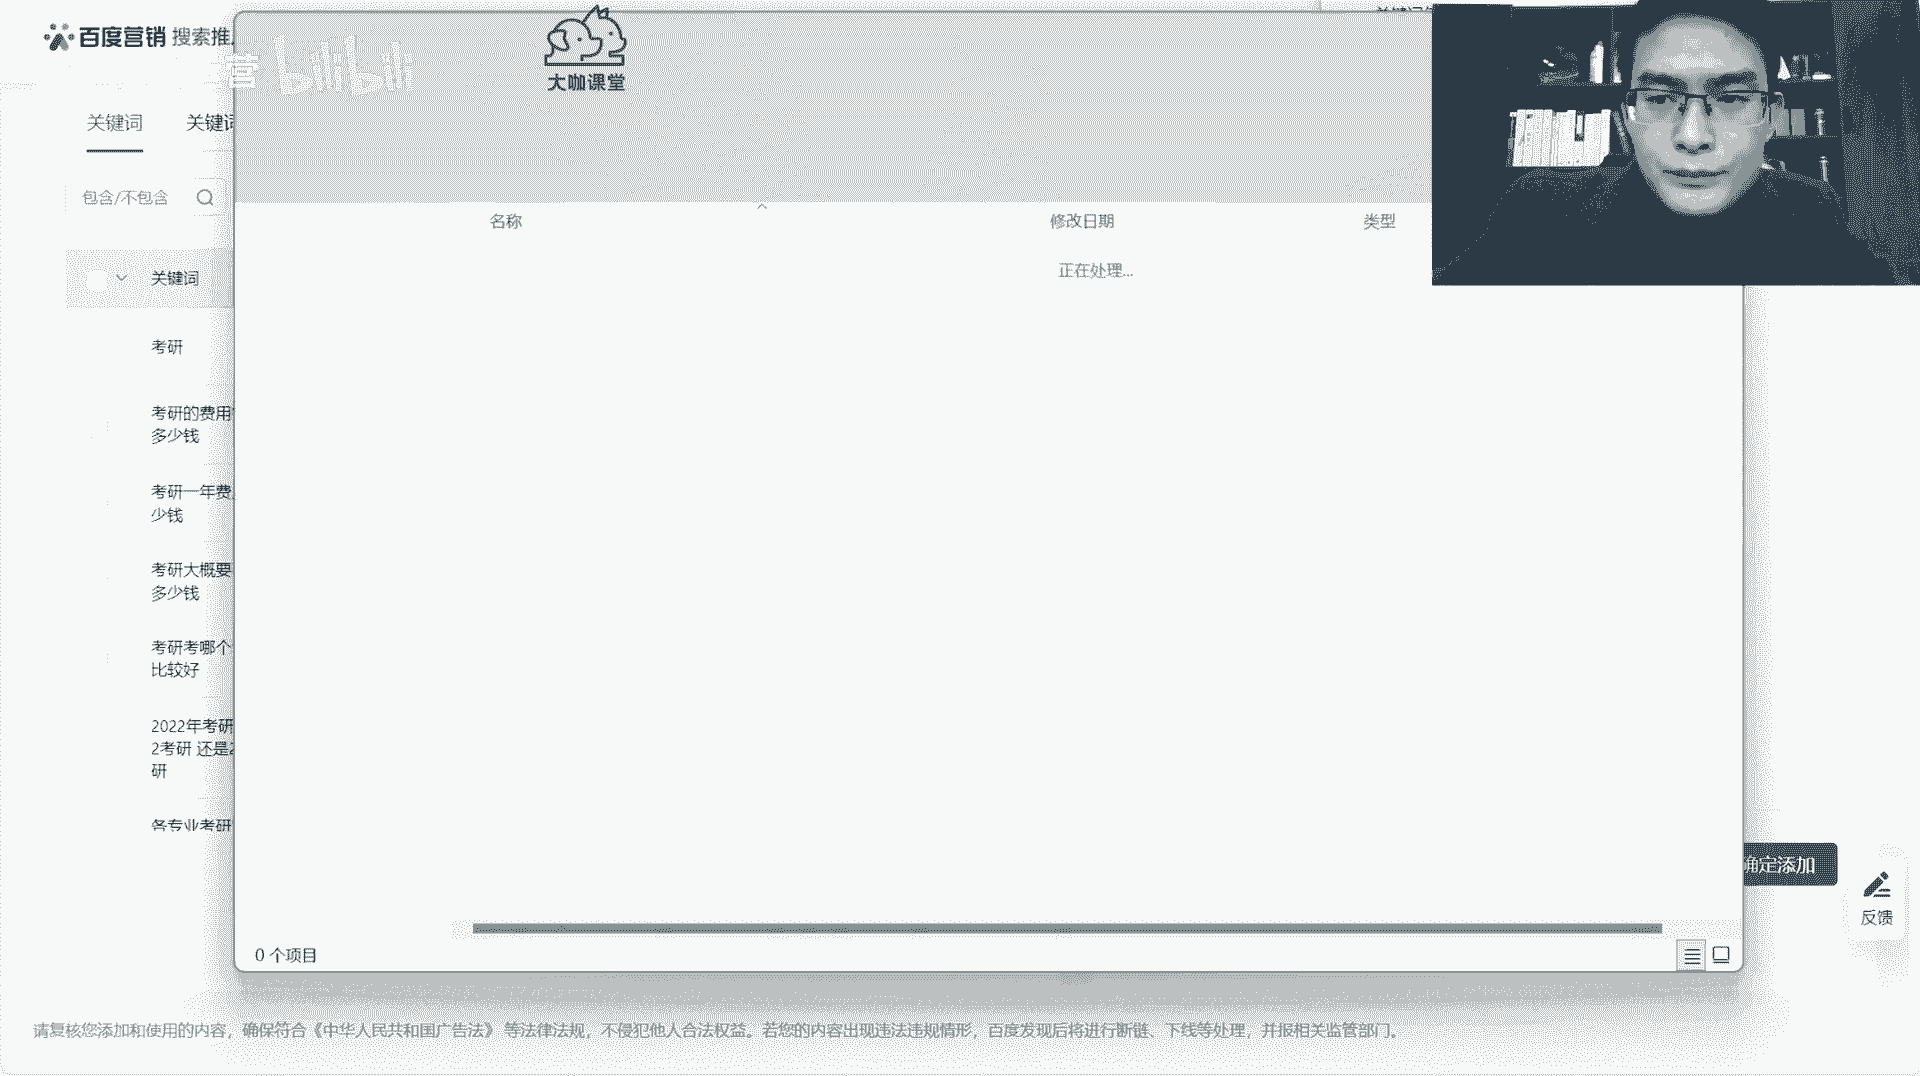 百度营销 搜索推
营 bilibili
大咖课堂
关键词
包含/不包含
名称
修改日期
类型
关键词
正在处理...
考研
考研的费用
多少钱
考研一年费
少钱
考研大概要
多少钱
考研考哪个
比较好
2022年考研
2考研 还是2
研
各专业考研
确定添加
反馈
0 个项目
请复核您添加和使用的内容，确保符合《中华人民共和国广告法》 等法律法规，不侵犯他人合法权益。若您的内容出现违法违规情形，百度发现后将进行断链、下线等处理，并报相关监管部门。